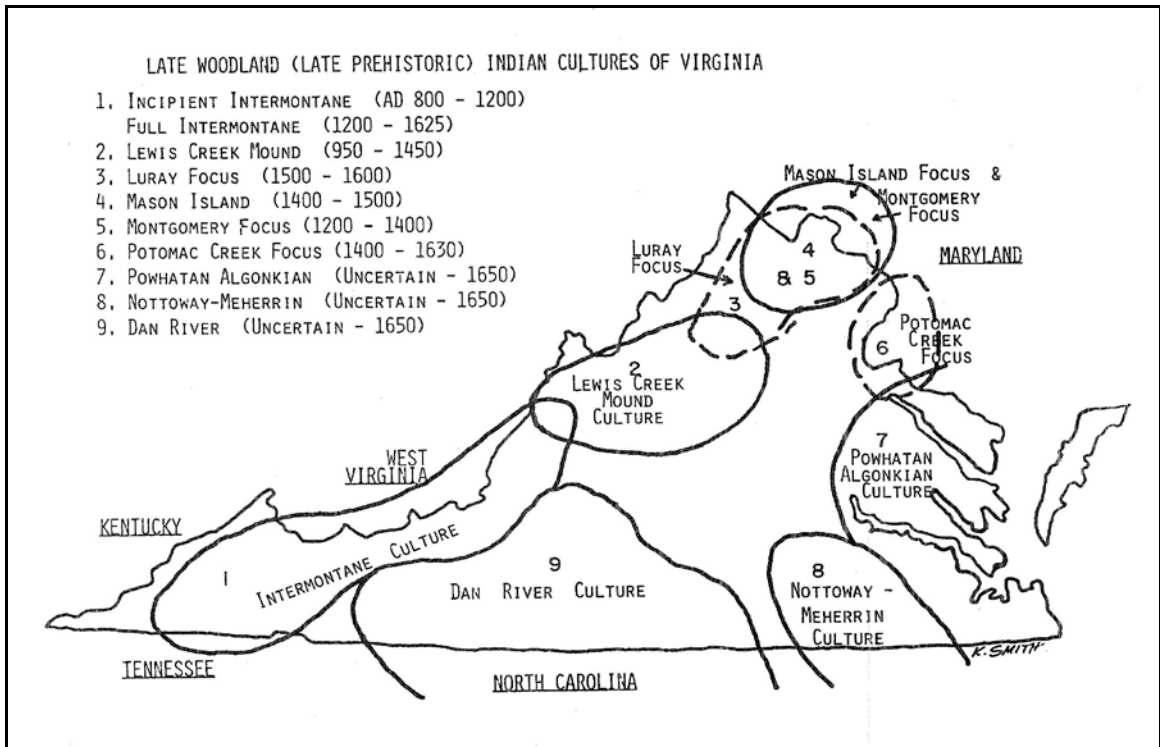 LATE WOODLAND (LATE PREHISTORIC) INDIAN CULTURES OF VIRGINIA
1. INCIPIENT INTERMONTANE (AD 800 - 1200)
FULL INTERMONTANE (1200 - 1625)
2. LEWIS CREEK MOUND (950 - 1450)
3. LURAY FOCUS (1500 - 1600)
4. MASON ISLAND (1400 - 1500)
5. MONTGOMERY FOCUS (1200 - 1400)
6. POTOMAC CREEK FOCUS (1400 - 1630)
7. POWHATAN ALGONKIAN (UNCERTAIN - 1650)
8. NOTTOWAY-MEHERRIN (UNCERTAIN - 1650)
9. DAN RIVER (UNCERTAIN - 1650)
MASON ISLAND FOCUS &
MONTGOMERY
FOCUS
LURAY
FOCUS
4
& 5
MARYLAND
3
6
POTOMAC
CREEK
FOCUS
2
LEWIS CREEK
MOUND
CULTURE
7
POWHATAN
ALGONKIAN
CULTURE
WEST
VIRGINIA
KENTUCKY
1
INTERMONTANE CULTURE
9
DAN RIVER CULTURE
8
NOTTOWAY -
MEHERRIN
CULTURE
K. SMITH
TENNESSEE
NORTH CAROLINA